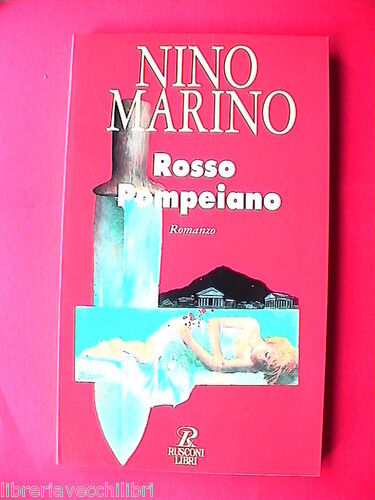 NINO
MARINO
Rosso
Pompeiano
Romanzo
R
RUSCONI
LIBRI
libreriavecchilibri